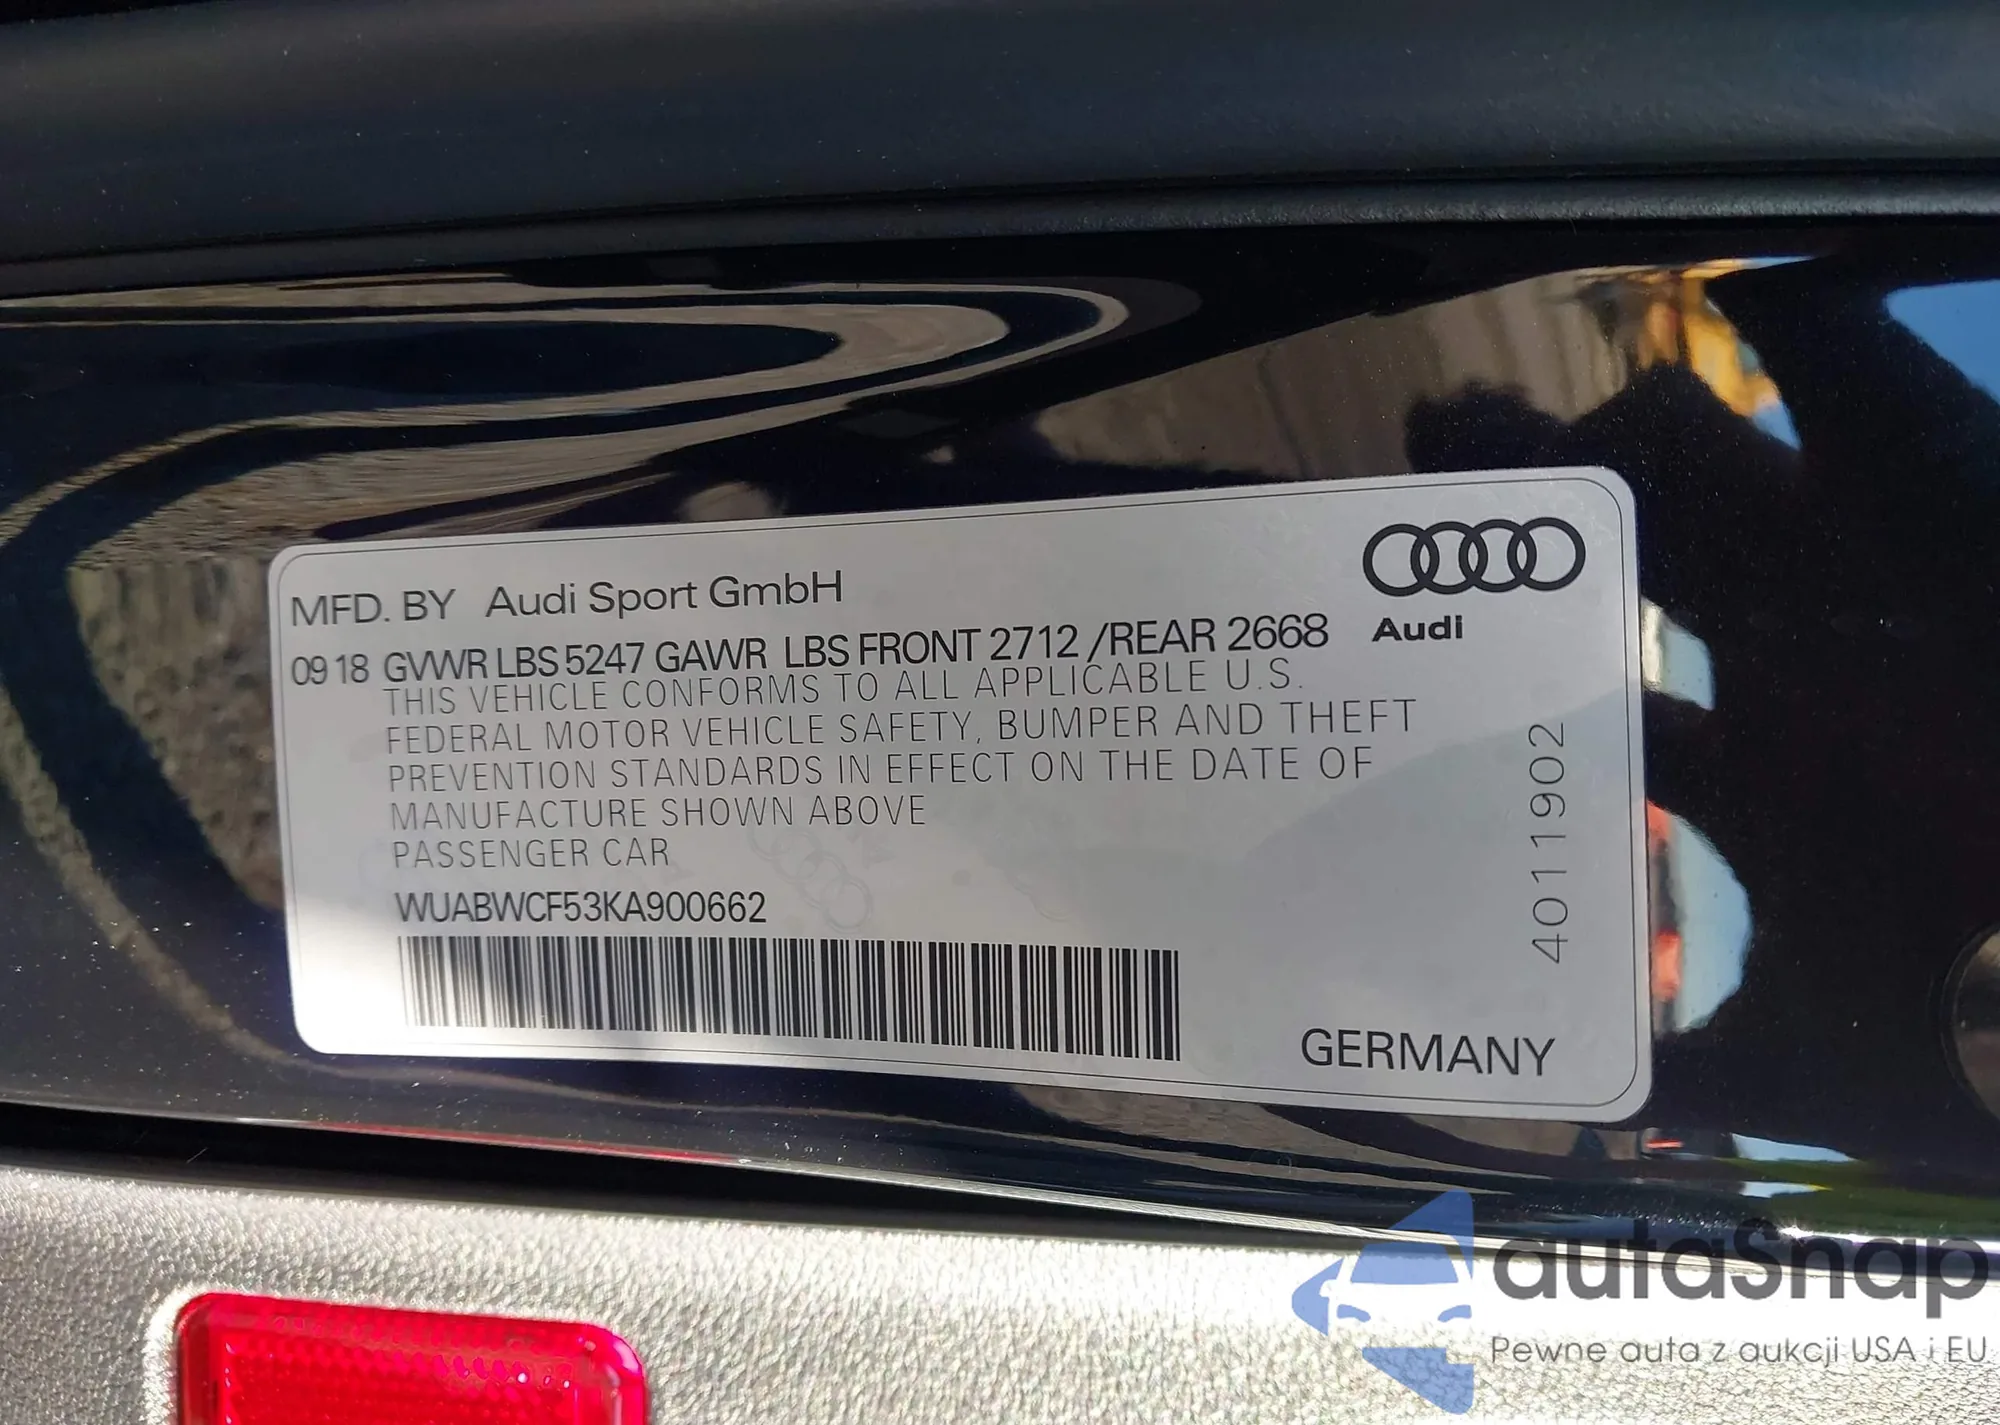 MFD. BY Audi Sport GmbH
09 18 GVWR LBS 5247 GAWR LBS FRONT 2712 /REAR 2668
Audi
THIS VEHICLE CONFORMS TO ALL APPLICABLE U.S.
FEDERAL MOTOR VEHICLE SAFETY, BUMPER AND THEFT
PREVENTION STANDARDS IN EFFECT ON THE DATE OF
MANUFACTURE SHOWN ABOVE
PASSENGER CAR
WUABWCF53KA900662
4011902
GERMANY
autaSnap
Pewne auta z aukcji USA i EU